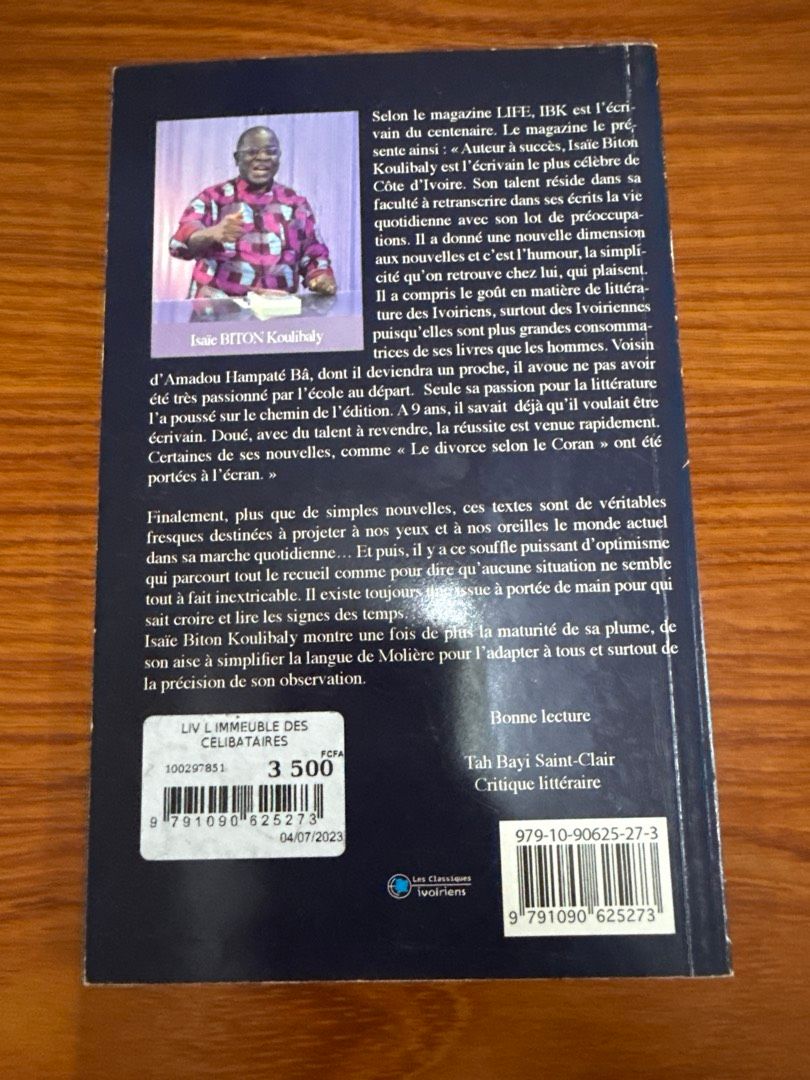 Selon le magazine LIFE, IBK est l'écri-
vain du centenaire. Le magazine le pré-
sente ainsi : « Auteur à succès, Isaïe Biton
Koulibaly est l'écrivain le plus célèbre de
Côte d'Ivoire. Son talent réside dans sa
faculté à retranscrire dans ses écrits la vie
quotidienne avec son lot de préoccupa-
tions. Il a donné une nouvelle dimension
aux nouvelles et c'est l'humour, la simpli-
cité qu'on retrouve chez lui, qui plaisent.
Il a compris le goût en matière de littéra-
ture des Ivoiriens, surtout des Ivoiriennes
puisqu'elles sont plus grandes consomma-
trices de ses livres que les hommes. Voisin
Isaïe BITON Koulibaly
d'Amadou Hampaté Bâ, dont il deviendra un proche, il avoue ne pas avoir
été très passionné par l'école au départ. Seule sa passion pour la littérature
l'a poussé sur le chemin de l'édition. A 9 ans, il savait déjà qu'il voulait être
écrivain. Doué, avec du talent à revendre, la réussite est venue rapidement.
Certaines de ses nouvelles, comme « Le divorce selon le Coran » ont été
portées à l'écran. »
Finalement, plus que de simples nouvelles, ces textes sont de véritables
fresques destinées à projeter à nos yeux et à nos oreilles le monde actuel
dans sa marche quotidienne… Et puis, il y a ce souffle puissant d'optimisme
qui parcourt tout le recueil comme pour dire qu'aucune situation ne semble
tout à fait inextricable. Il existe toujours une issue à portée de main pour qui
sait croire et lire les signes des temps.
Isaïe Biton Koulibaly montre une fois de plus la maturité de sa plume, de
son aise à simplifier la langue de Molière pour l'adapter à tous et surtout de
la précision de son observation.
Bonne lecture
Tah Bayi Saint-Clair
Critique littéraire
LIV L IMMEUBLE DES
CELIBATAIRES
FCFA
100297851 3 500
9 791090 625273
04/07/2023
Les Classiques
ivoiriens
979-10-90625-27-3
9 791090 625273